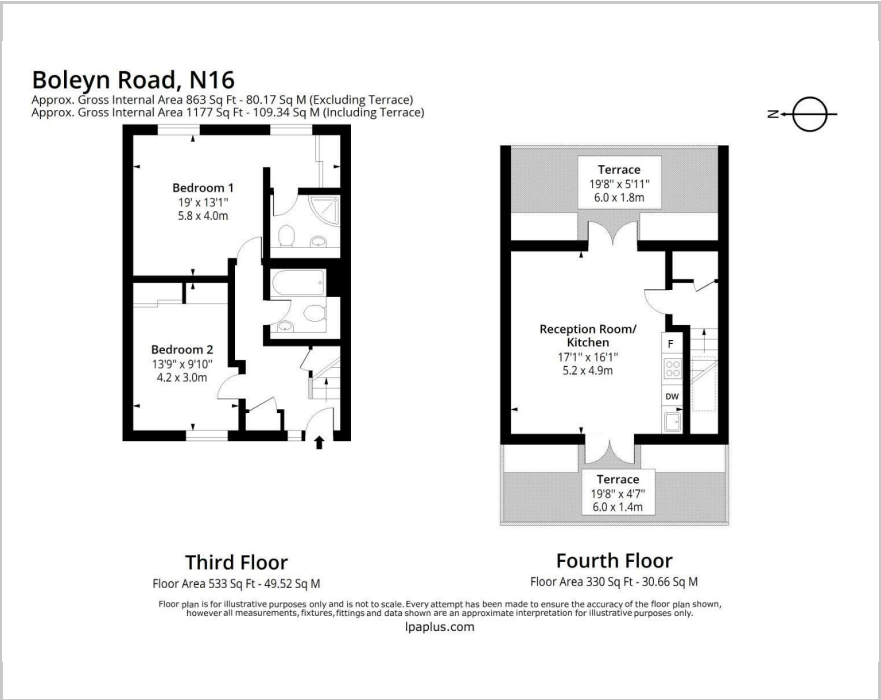 Boleyn Road, N16
Approx. Gross Internal Area 863 Sq Ft - 80.17 Sq M (Excluding Terrace)
Approx. Gross Internal Area 1177 Sq Ft - 109.34 Sq M (Including Terrace)
N
Bedroom 1
19' x 13'1"
5.8 x 4.0m
Bedroom 2
13'9" x 9'10"
4.2 x 3.0m
Terrace
19'8" x 5'11"
6.0 x 1.8m
Reception Room/
Kitchen
17'1" x 16'1"
5.2 x 4.9m
F
DW
Terrace
19'8" x 4'7"
6.0 x 1.4m
Third Floor
Floor Area 533 Sq Ft - 49.52 Sq M
Fourth Floor
Floor Area 330 Sq Ft - 30.66 Sq M
Floor plan is for illustrative purposes only and is not to scale. Every attempt has been made to ensure the accuracy of the floor plan shown,
however all measurements, fixtures, fittings and data shown are an approximate interpretation for illustrative purposes only.
lpaplus.com